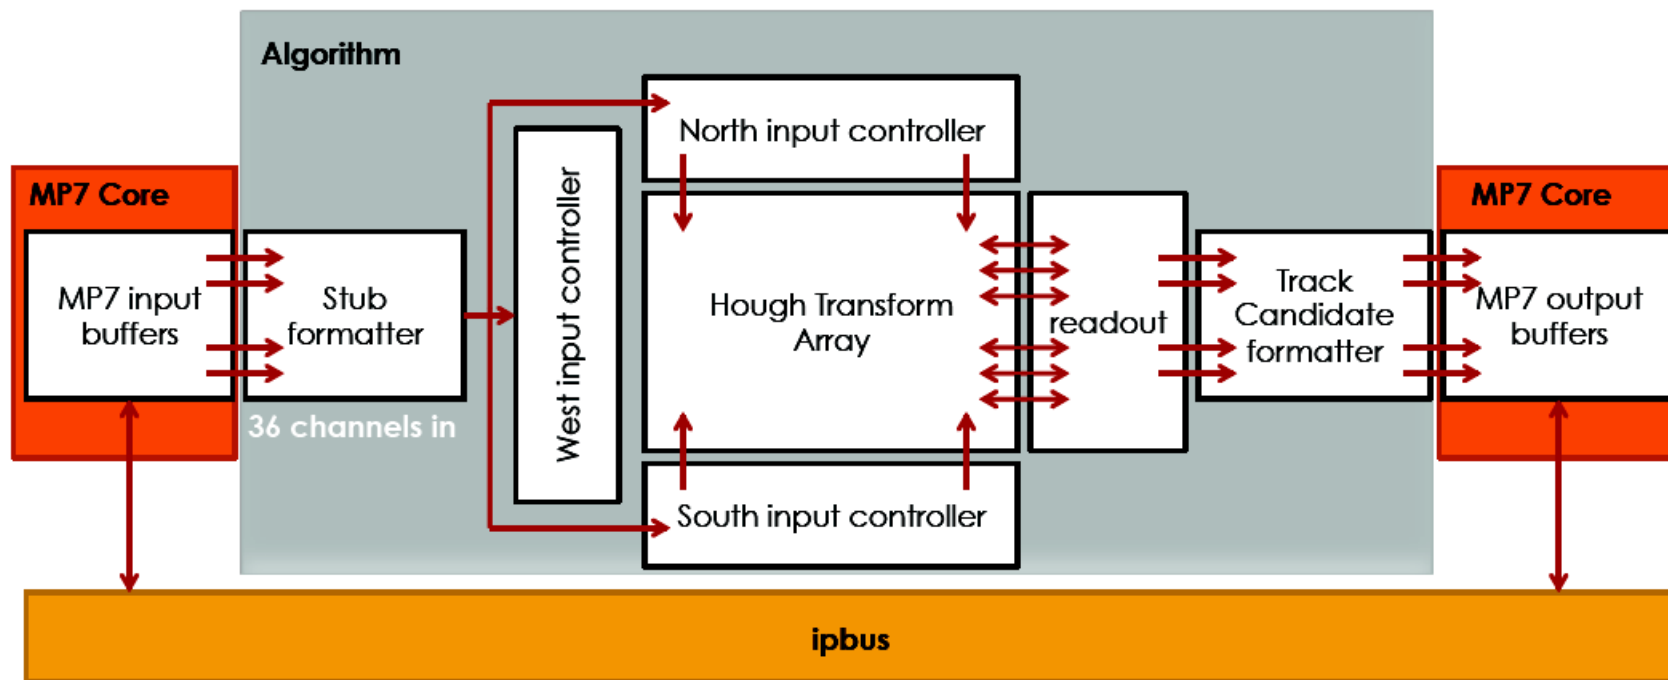 Algorithm
MP7 Core
MP7 input
buffers
Stub
formatter
36 channels in
West input controller
North input controller
Hough Transform
Array
South input controller
readout
Track
Candidate
formatter
MP7 Core
MP7 output
buffers
ipbus